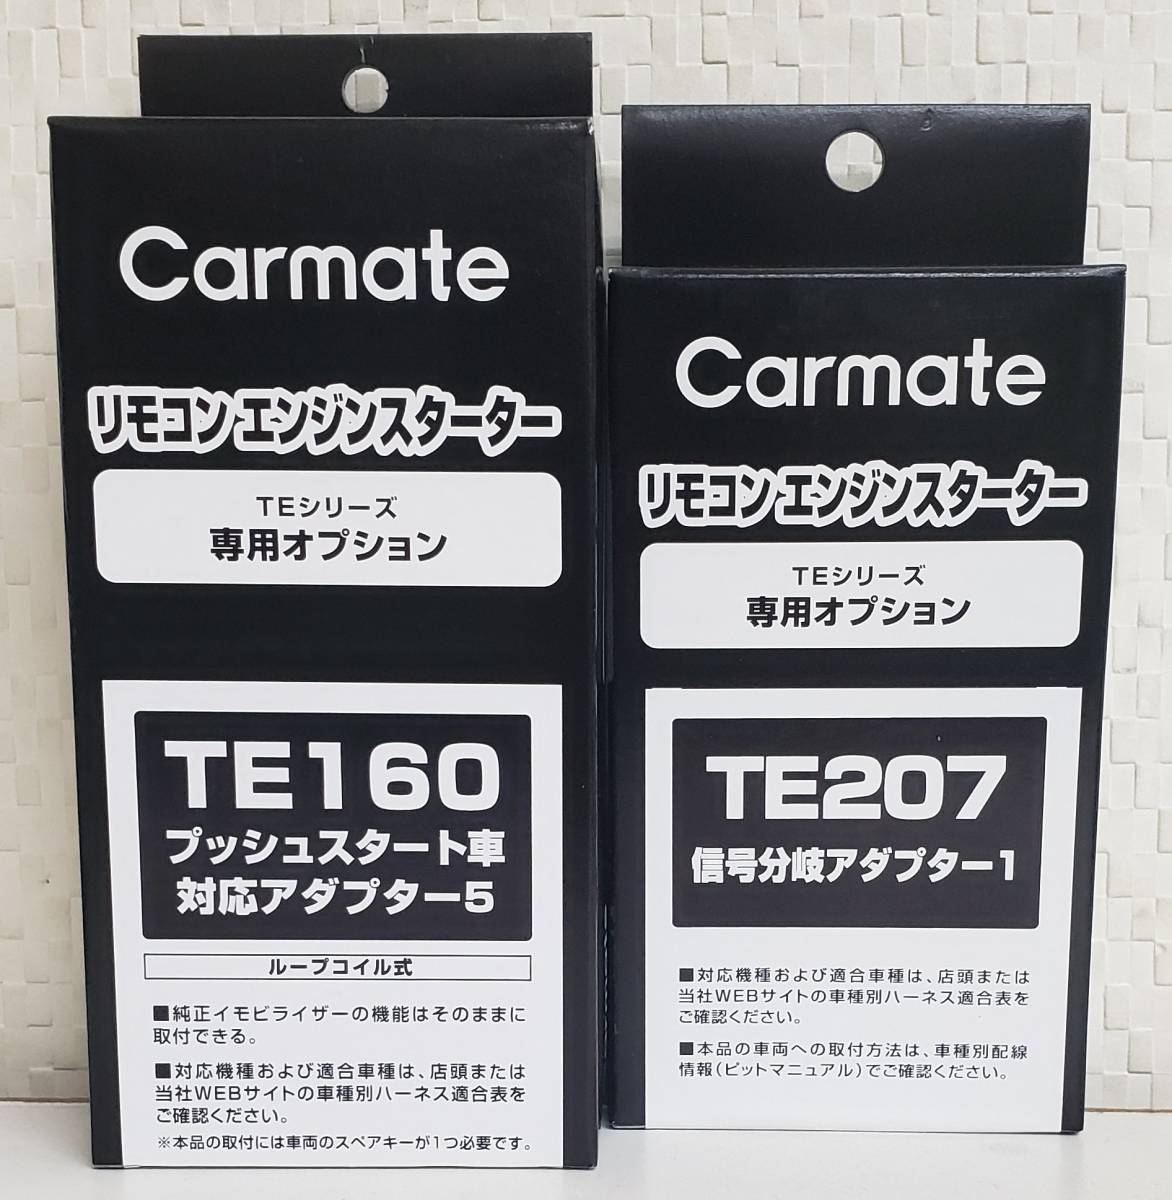 Carmate
リモコン エンジンスターター
TEシリーズ
専用オプション
TE160
プッシュスタート車
対応アダプター5
ループコイル式
■純正イモビライザーの機能はそのままに
取付できる。
■対応機種および適合車種は、店頭または
当社WEBサイトの車種別ハーネス適合表を
ご確認ください。
※本品の取付には車両のスペアキーが1つ必要です。
Carmate
リモコン エンジンスターター
TEシリーズ
専用オプション
TE207
信号分岐アダプター1
■対応機種および適合車種は、店頭または
当社WEBサイトの車種別ハーネス適合表を
ご確認ください。
■本品の車両への取付方法は、車種別配線
情報(ピットマニュアル)でご確認ください。